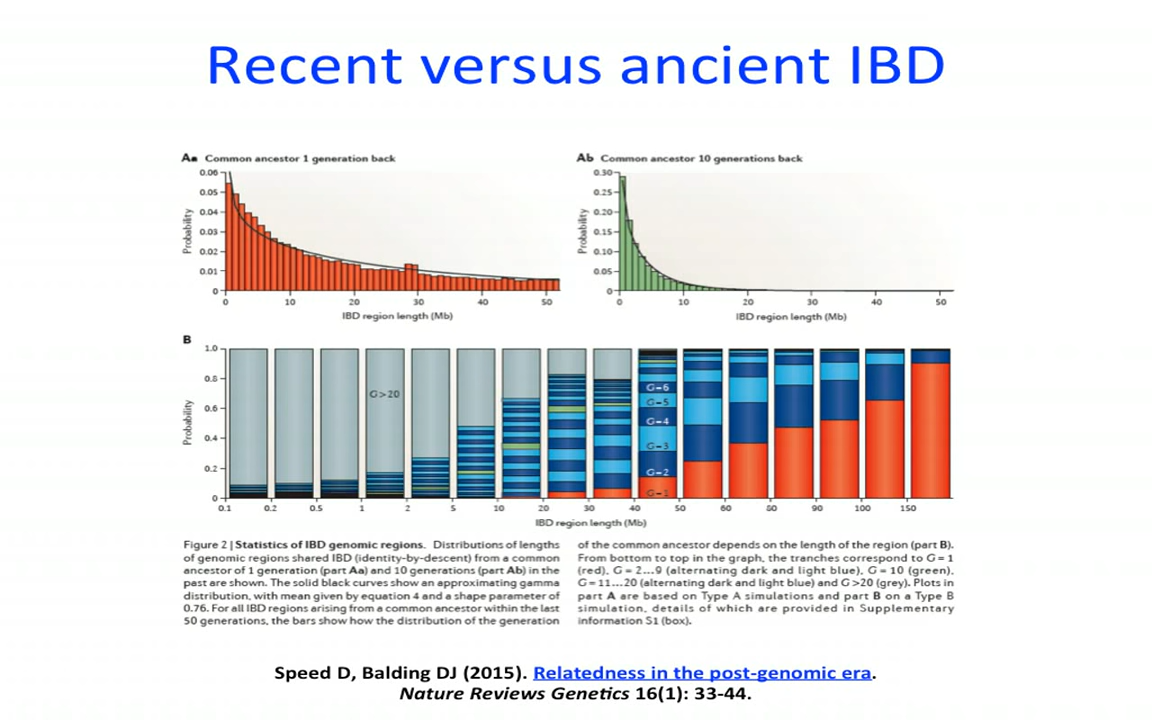 Recent versus ancient IBD
Aa Common ancestor 1 generation back
0.06
0.05
0.04
0.03
0.02
0.01
0
Probability
0 10 20 30 40 50
IBD region length (Mb)
Ab Common ancestor 10 generations back
0.30
0.25
0.20
0.15
0.10
0.05
0
Probability
0 10 20 30 40 50
IBD region length (Mb)
B
1.0
0.8
0.6
0.4
0.2
0
Probability
G>20
G=6
G=5
G=4
G=3
G=2
G=1
0.1 0.2 0.5 1 2 5 10 20 30 40 50 60 80 90 100 150
IBD region length (Mb)
Figure 2 | Statistics of IBD genomic regions. Distributions of lengths
of genomic regions shared IBD (identity-by-descent) from a common
ancestor of 1 generation (part Aa) and 10 generations (part Ab) in the
past are shown. The solid black curves show an approximating gamma
distribution, with mean given by equation 4 and a shape parameter of
0.76. For all IBD regions arising from a common ancestor within the last
50 generations, the bars show how the distribution of the generation
of the common ancestor depends on the length of the region (part B).
From bottom to top in the graph, the tranches correspond to G = 1
(red), G = 2...9 (alternating dark and light blue), G = 10 (green),
G = 11...20 (alternating dark and light blue) and G >20 (grey). Plots in
part A are based on Type A simulations and part B on a Type B
simulation, details of which are provided in Supplementary
information S1 (box).
Speed D, Balding DJ (2015). Relatedness in the post-genomic era.
Nature Reviews Genetics 16(1): 33-44.